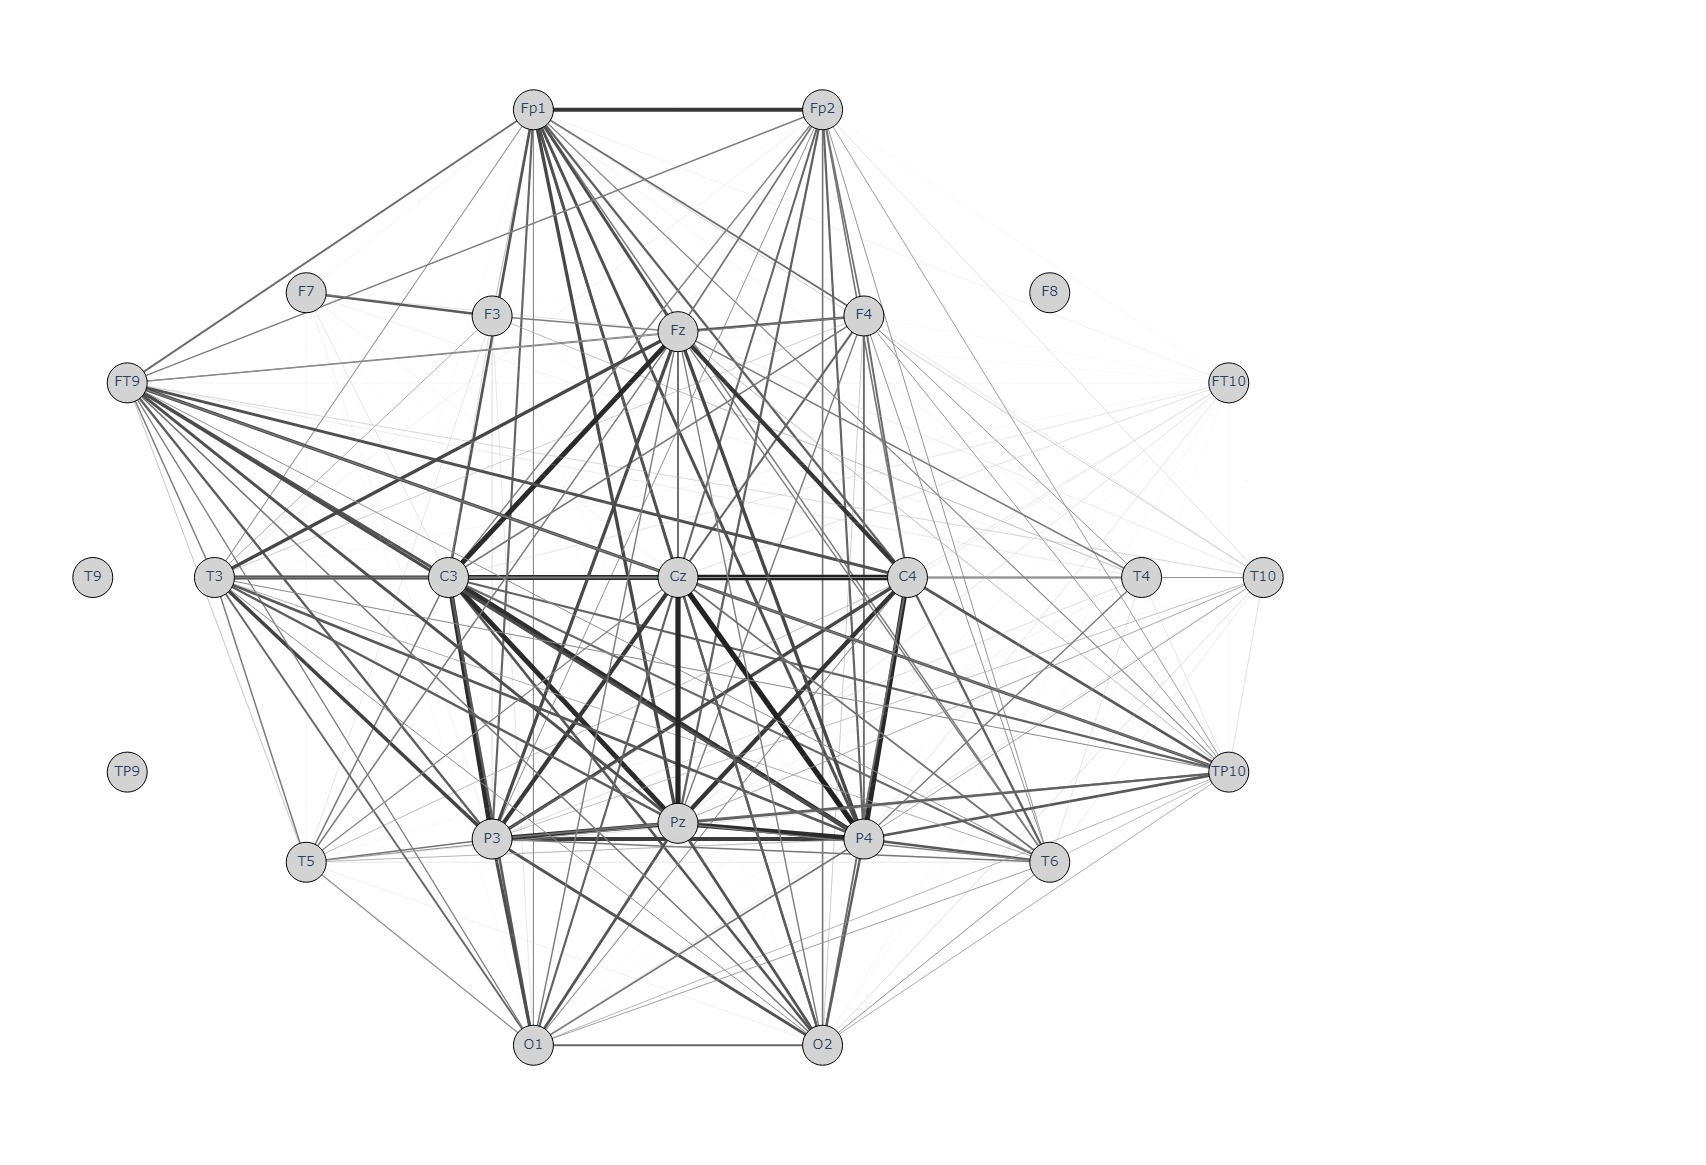 Fp1 Fp2
F7 F3 Fz F4 F8
FT9 FT10
T9 T3 C3 Cz C4 T4 T10
TP9 TP10
T5 P3 Pz P4 T6
O1 O2